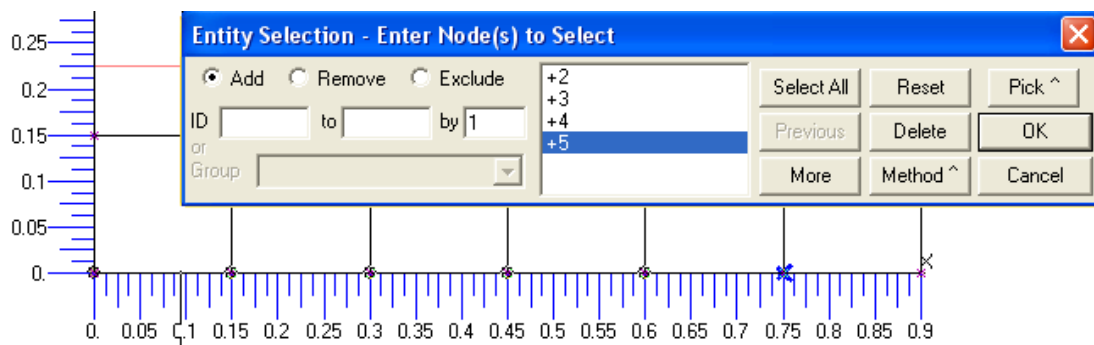 Entity Selection - Enter Node(s) to Select
Add Remove Exclude
ID to by 1
or
Group
+2
+3
+4
+5
Select All Reset Pick ^
Previous Delete OK
More Method ^ Cancel
0.25
0.2
0.15
0.1
0.05
0.
0. 0.05 0.1 0.15 0.2 0.25 0.3 0.35 0.4 0.45 0.5 0.55 0.6 0.65 0.7 0.75 0.8 0.85 0.9
X